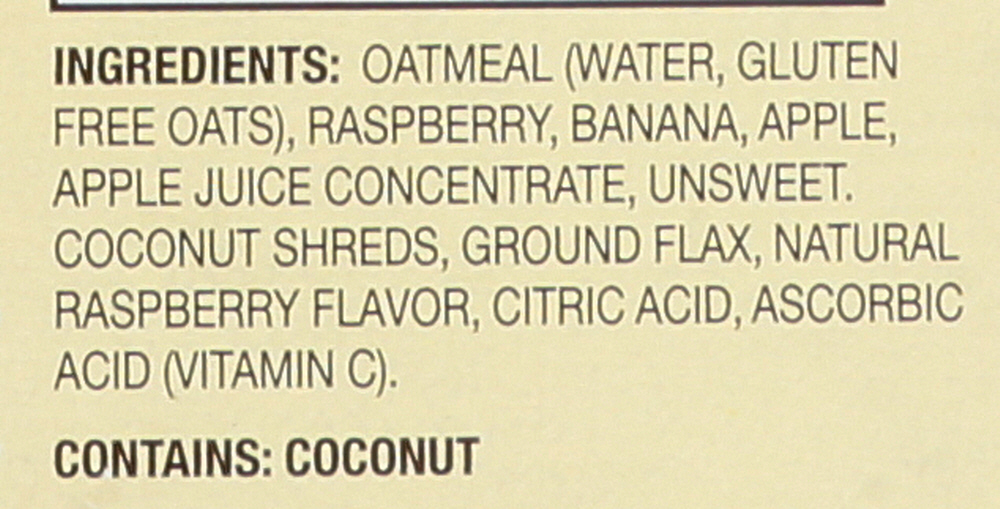 INGREDIENTS: OATMEAL (WATER, GLUTEN
FREE OATS), RASPBERRY, BANANA, APPLE,
APPLE JUICE CONCENTRATE, UNSWEET.
COCONUT SHREDS, GROUND FLAX, NATURAL
RASPBERRY FLAVOR, CITRIC ACID, ASCORBIC
ACID (VITAMIN C).
CONTAINS: COCONUT